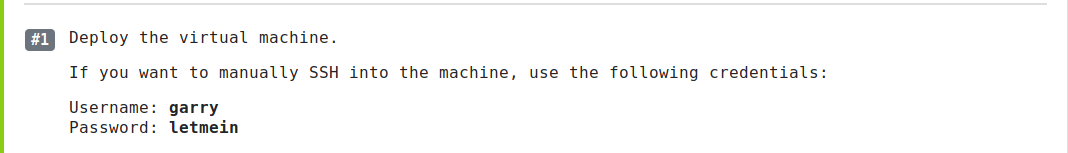 #1 Deploy the virtual machine.
If you want to manually SSH into the machine, use the following credentials:
Username: garry
Password: letmein